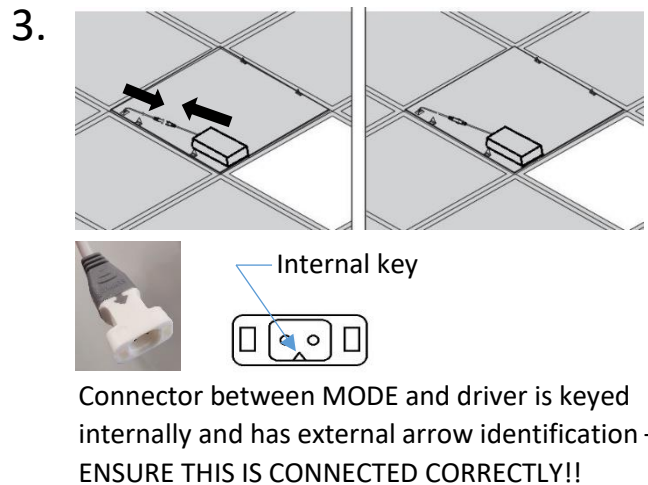 3.
Internal key
Connector between MODE and driver is keyed
internally and has external arrow identification -
ENSURE THIS IS CONNECTED CORRECTLY!!